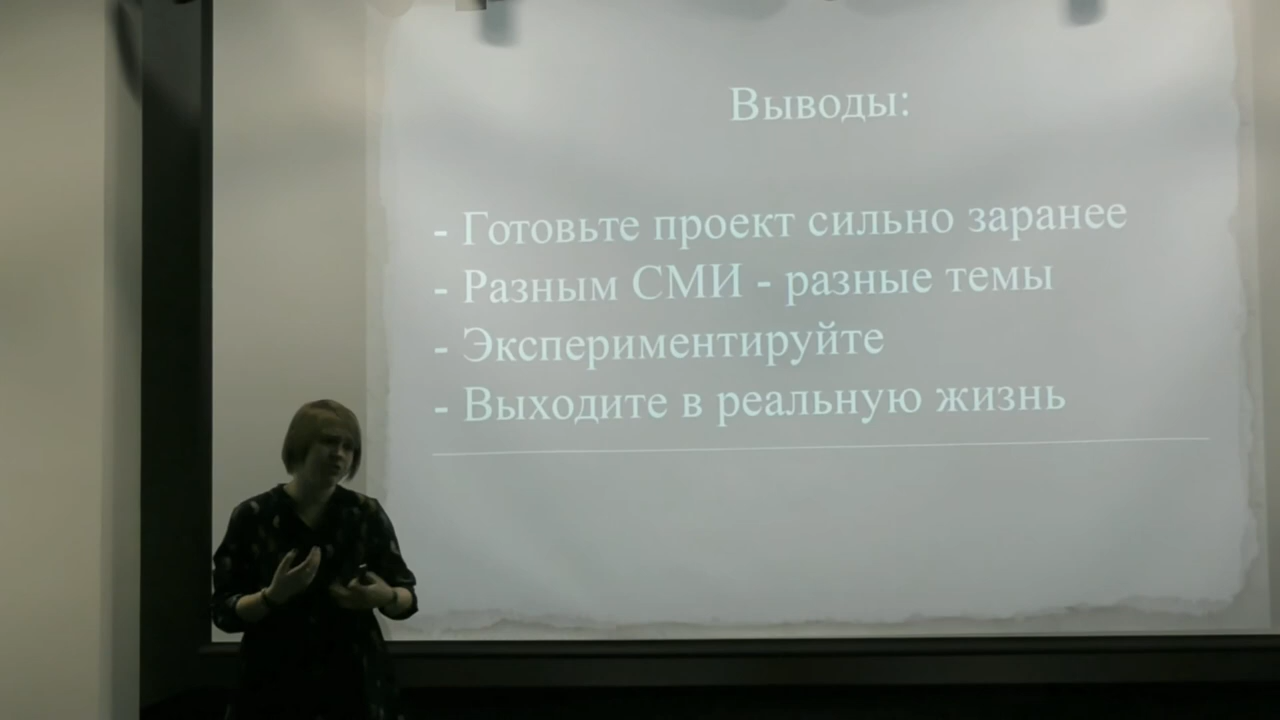 Выводы:
- Готовьте проект сильно заранее
- Разным СМИ - разные темы
- Экспериментируйте
- Выходите в реальную жизнь